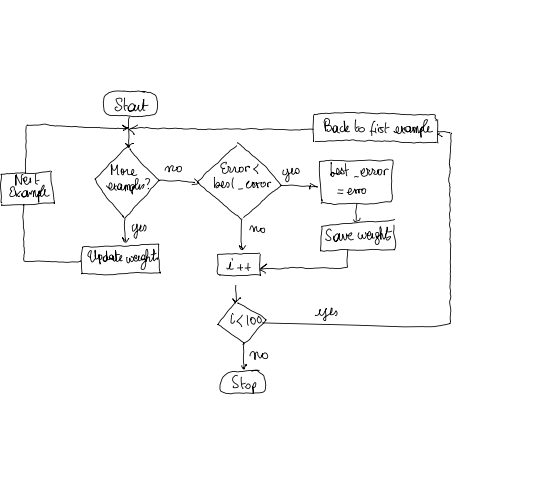 Start
Back to first example
More
examples?
no
Error <
best_error
yes
best_error
= erro
Next
Example
yes
Update weights
no
Save weights
i++
i<100
yes
no
Stop